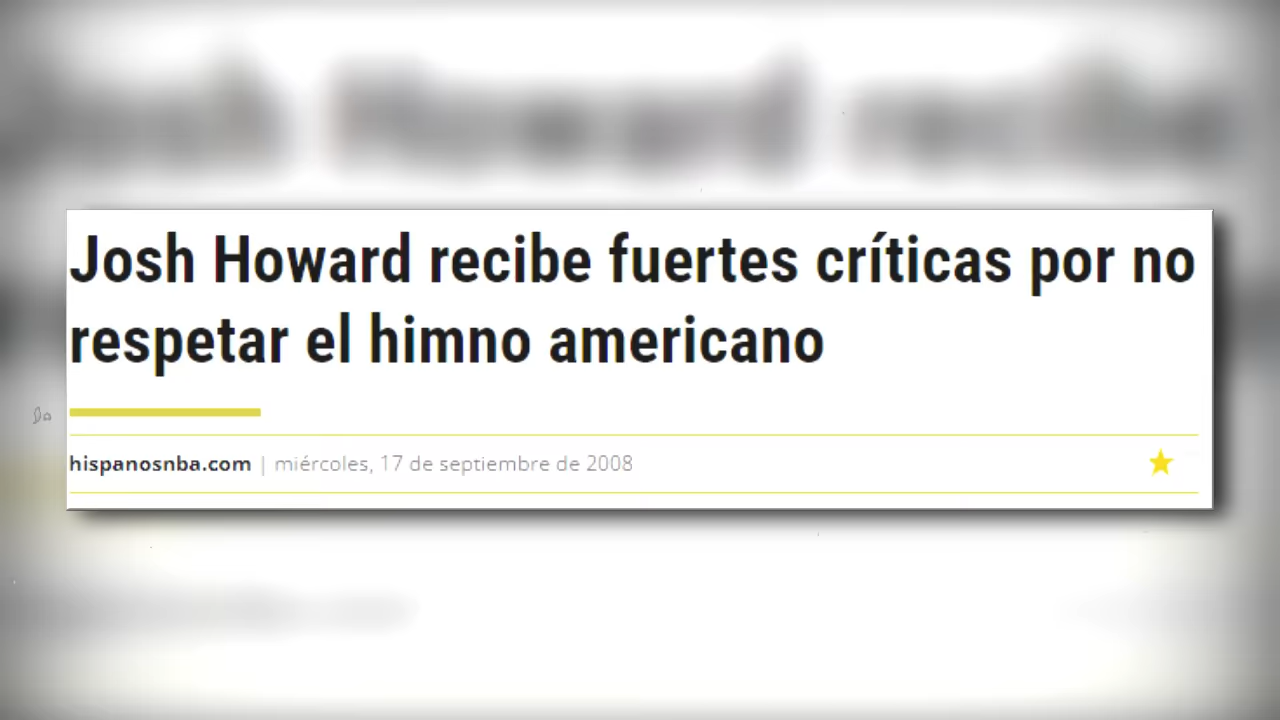 Josh Howard recibe fuertes críticas por no
respetar el himno americano
hispanosnba.com | miércoles, 17 de septiembre de 2008